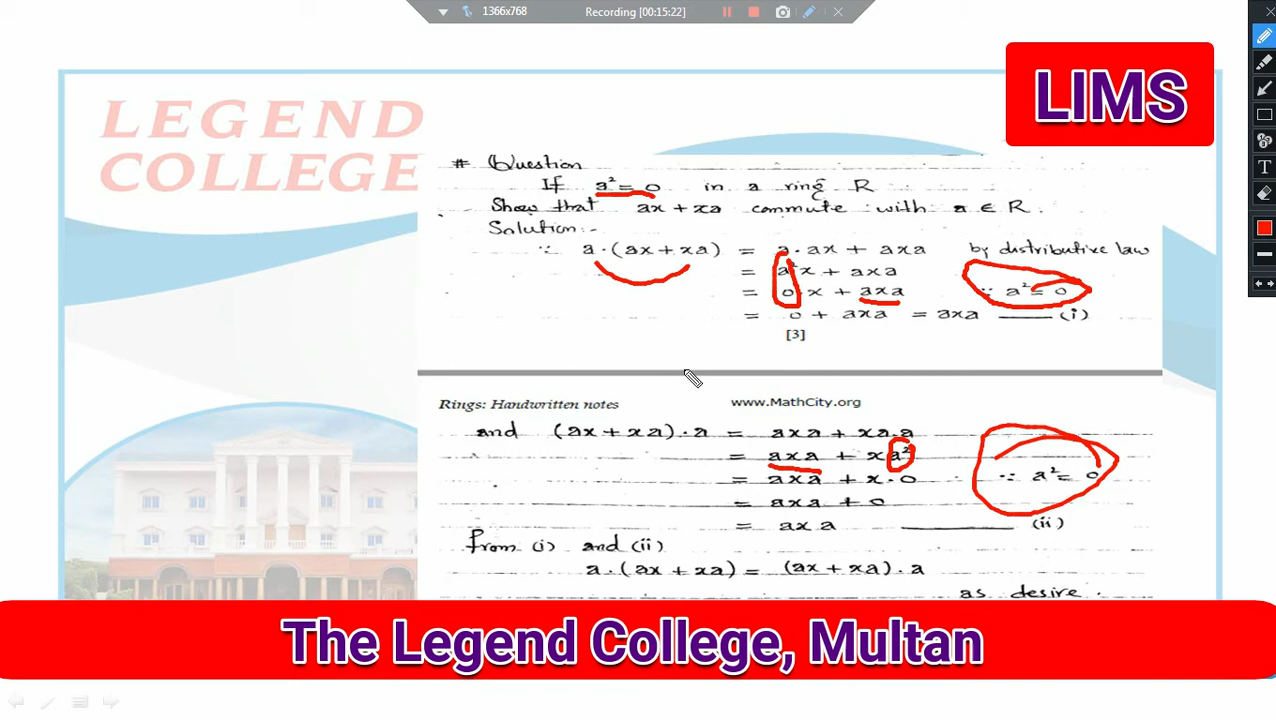 1366x768 Recording [00:15:22]
LIMS
LEGEND
COLLEGE
# Question
If a² = 0 in a ring R
Show that ax + xa commute with a ∈ R.
Solution:-
∵ a·(ax + xa) = a·ax + axa by distributive law
= a²x + axa
= 0·x + axa ∵ a² = 0
= 0 + axa = axa —— (i)
[3]
Rings: Handwritten notes www.MathCity.org
and (ax + xa)·a = axa + xa·a
= axa + xa²
= axa + x·0 ∵ a² = 0
= axa + 0
= axa —— (ii)
from (i) and (ii)
a·(ax + xa) = (ax + xa)·a
as desire.
The Legend College, Multan
T